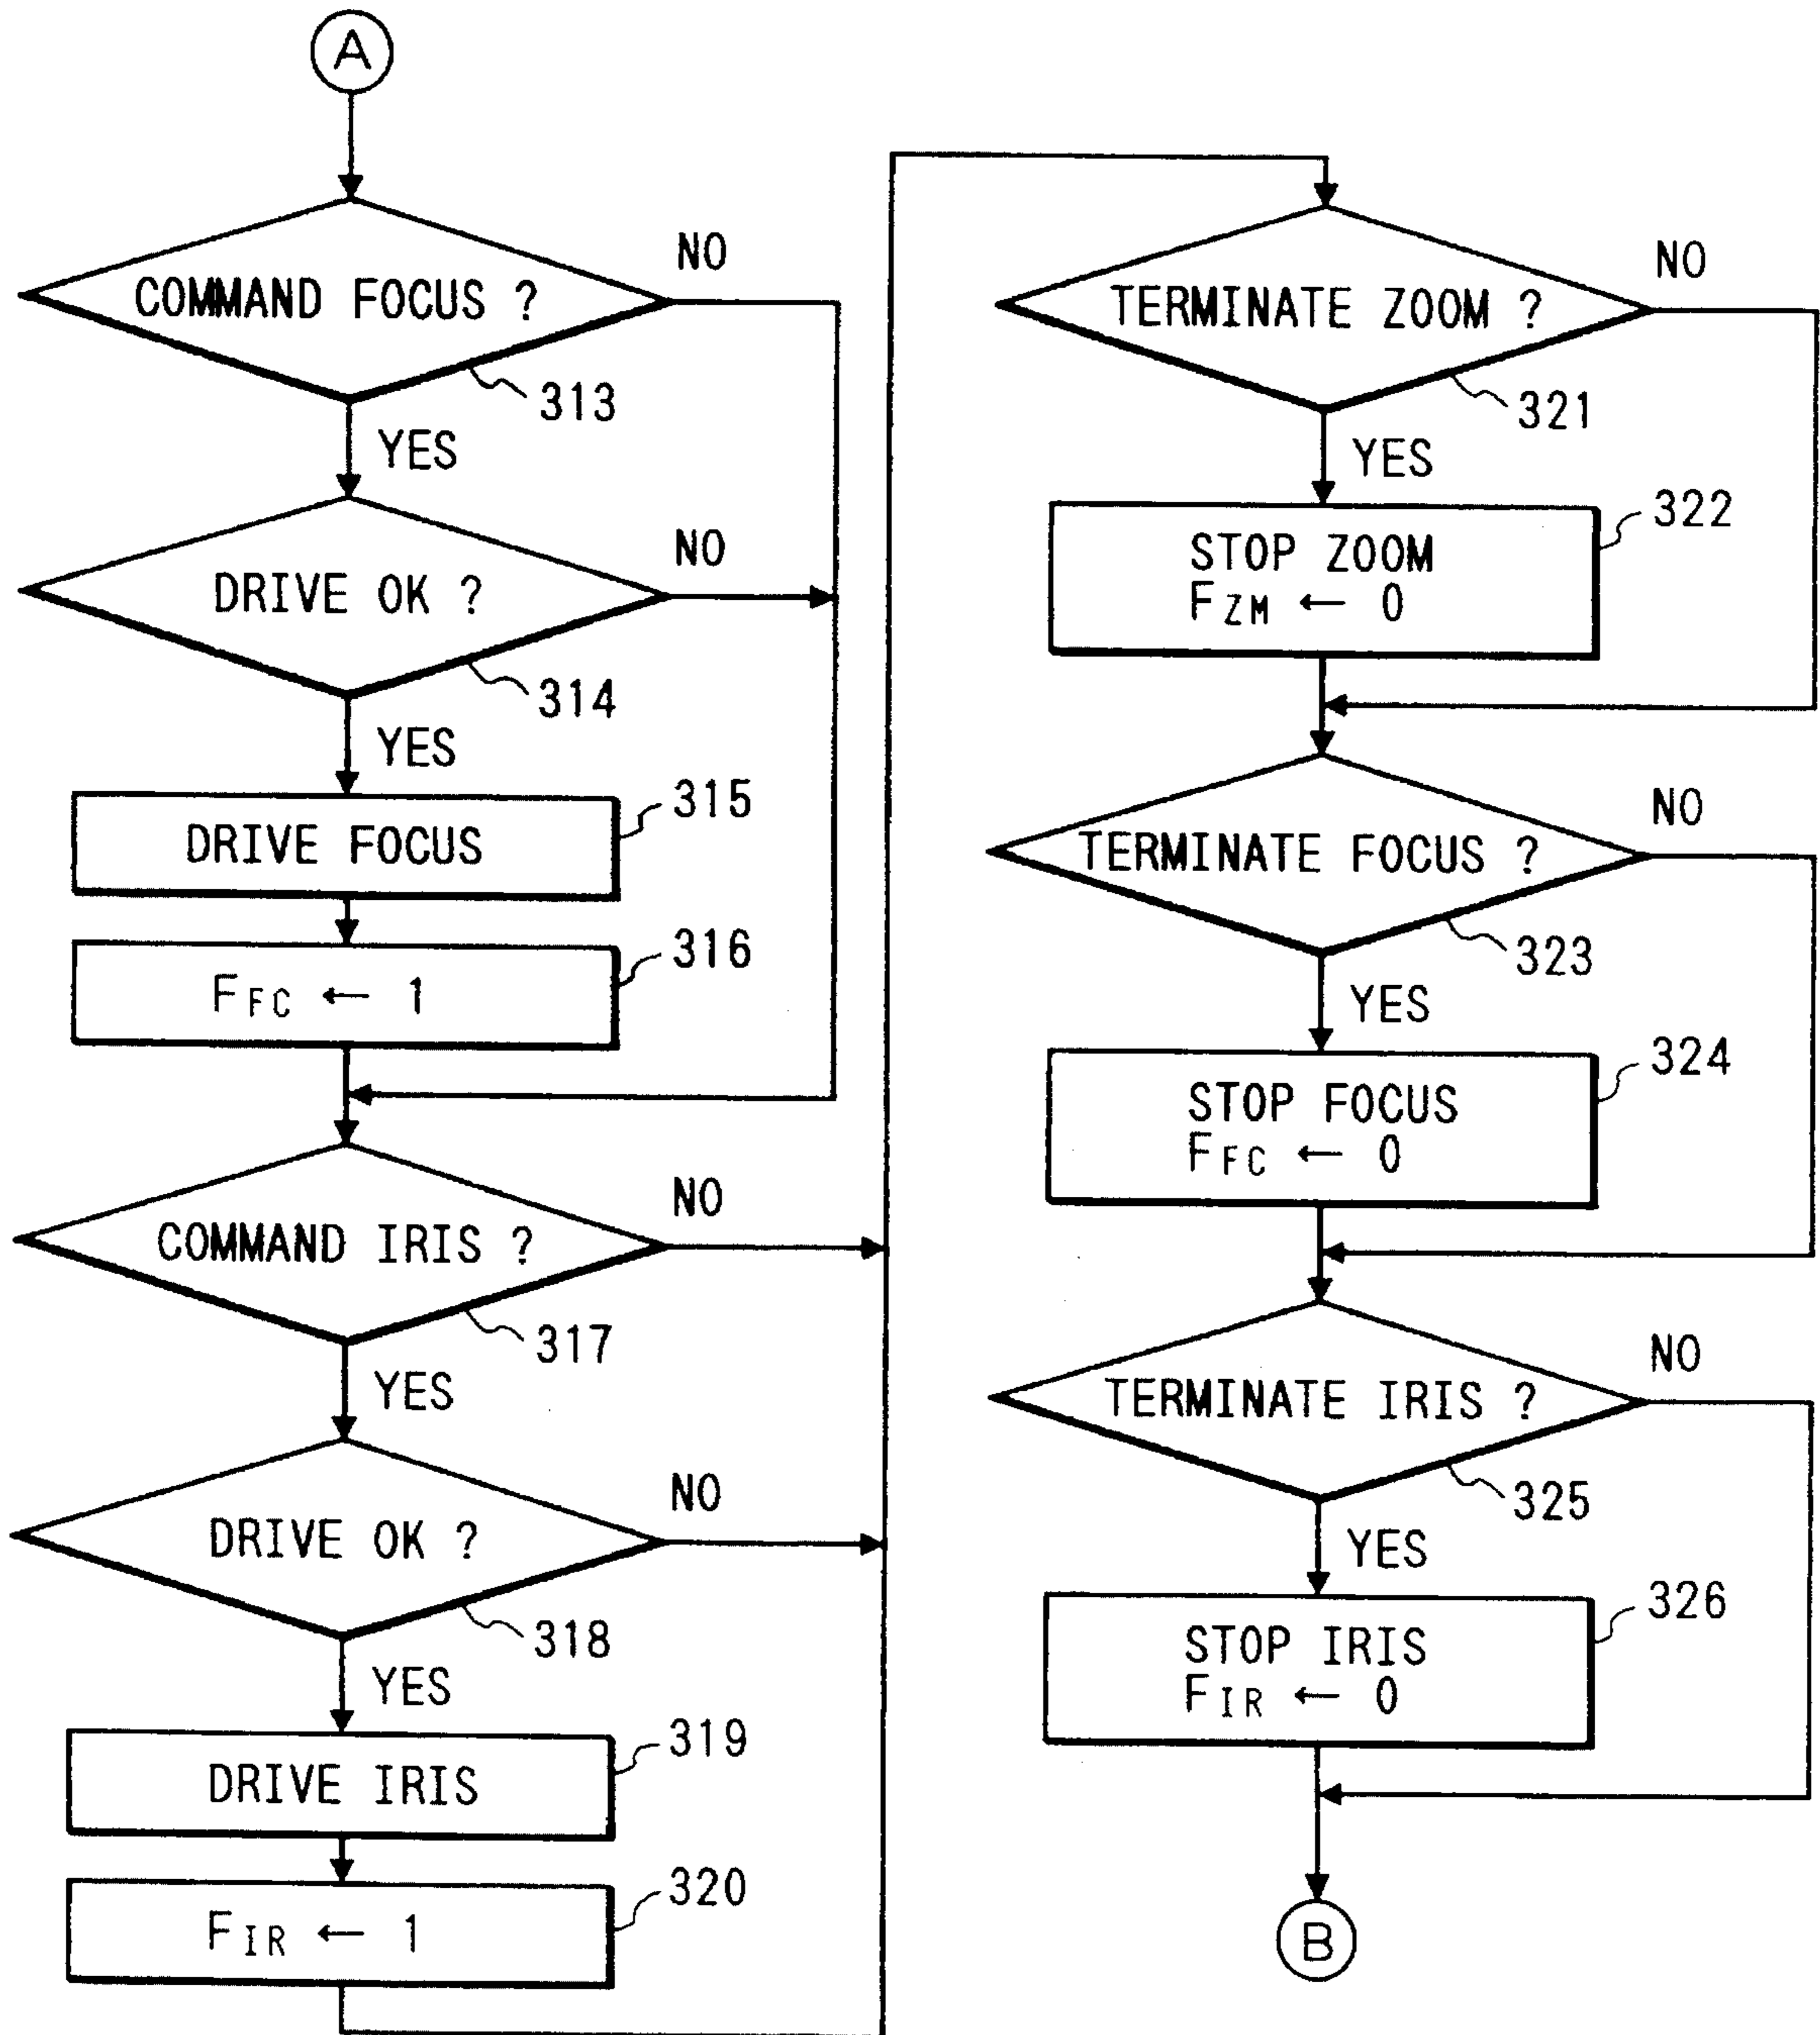 A
COMMAND FOCUS ?
NO
313
YES
DRIVE OK ?
NO
314
YES
DRIVE FOCUS
315
FFC ← 1
316
COMMAND IRIS ?
NO
317
YES
DRIVE OK ?
NO
318
YES
DRIVE IRIS
319
FIR ← 1
320
TERMINATE ZOOM ?
NO
321
YES
STOP ZOOM
FZM ← 0
322
TERMINATE FOCUS ?
NO
323
YES
STOP FOCUS
FFC ← 0
324
TERMINATE IRIS ?
NO
325
YES
STOP IRIS
FIR ← 0
326
B